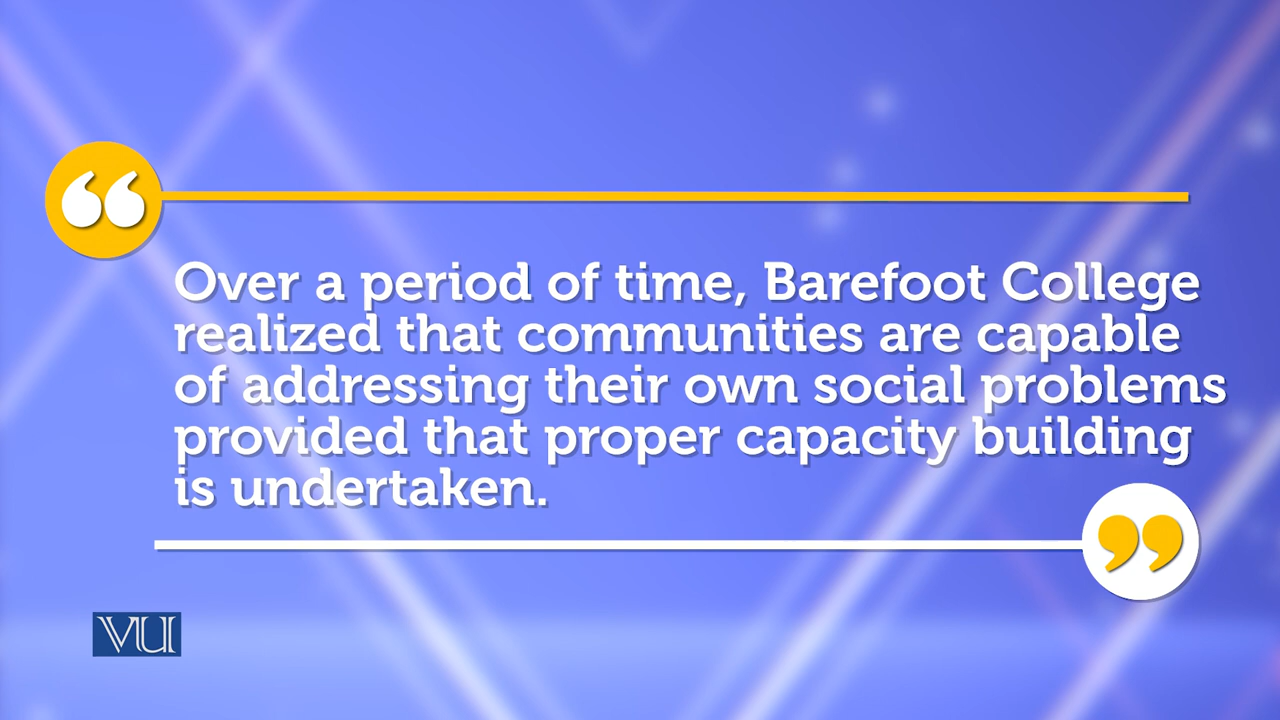 Over a period of time, Barefoot College
realized that communities are capable
of addressing their own social problems
provided that proper capacity building
is undertaken.
VU